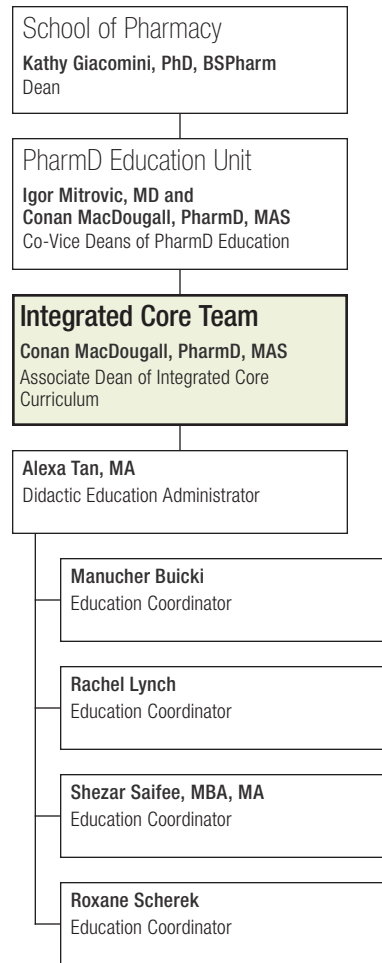 School of Pharmacy
Kathy Giacomini, PhD, BSPharm
Dean
PharmD Education Unit
Igor Mitrovic, MD and
Conan MacDougall, PharmD, MAS
Co-Vice Deans of PharmD Education
Integrated Core Team
Conan MacDougall, PharmD, MAS
Associate Dean of Integrated Core
Curriculum
Alexa Tan, MA
Didactic Education Administrator
Manucher Buicki
Education Coordinator
Rachel Lynch
Education Coordinator
Shezar Saifee, MBA, MA
Education Coordinator
Roxane Scherek
Education Coordinator